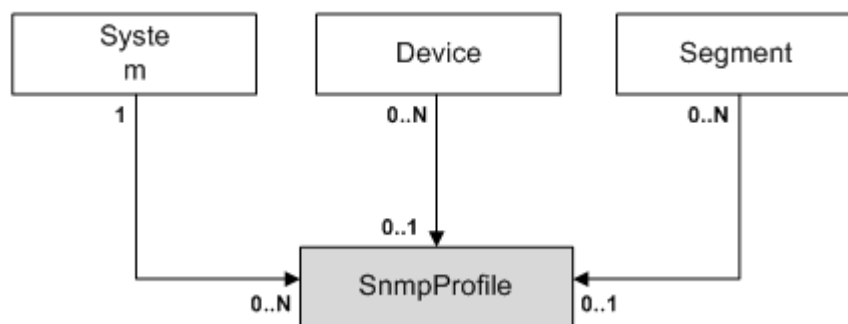 Syste
m
Device
Segment
1
0..N
0..N
0..1
0..N
SnmpProfile
0..1